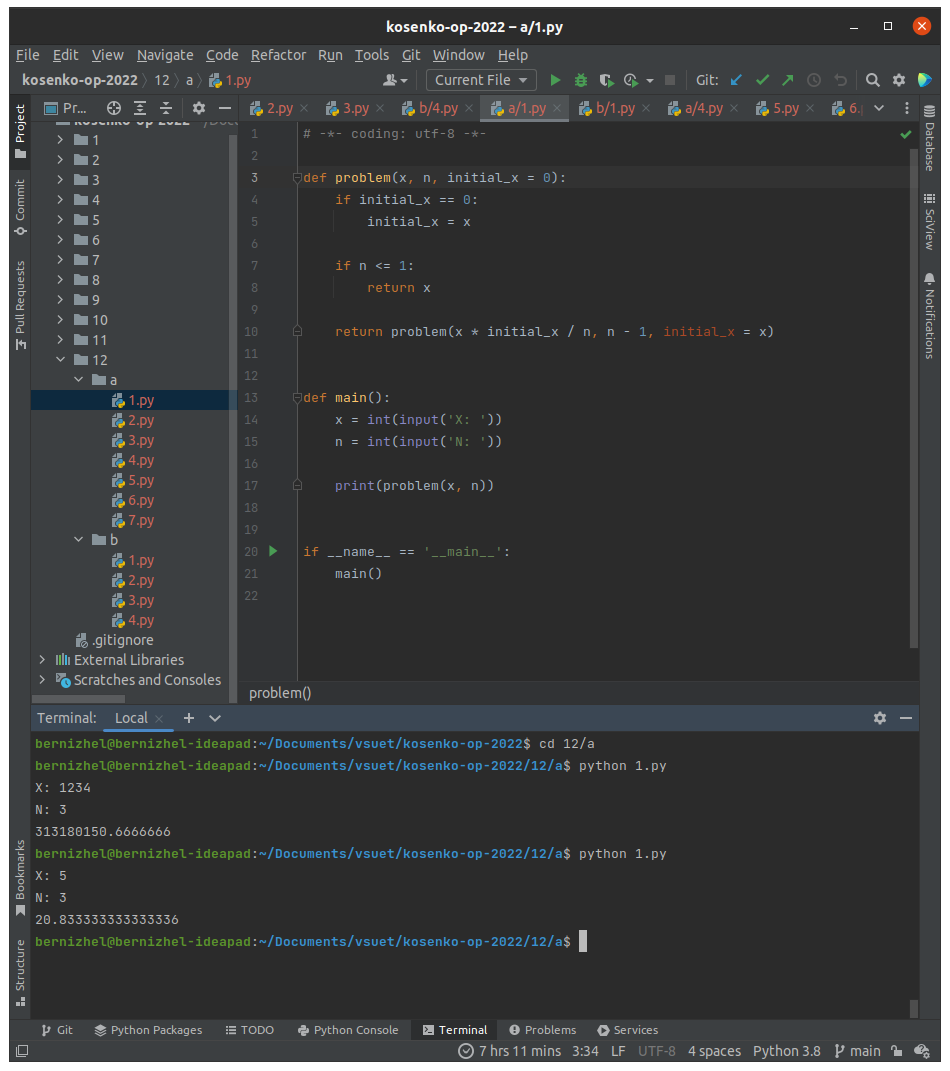 kosenko-op-2022 – a/1.py
File Edit View Navigate Code Refactor Run Tools Git Window Help
kosenko-op-2022 12 a 1.py Current File Git:
Project
Commit
Pull Requests
Bookmarks
Structure
Pr...
2.py 3.py b/4.py a/1.py b/1.py a/4.py 5.py 6.
kosenko-op-2022 ~/Doc
1
2
3
4
5
6
7
8
9
10
11
12
a
1.py
2.py
3.py
4.py
5.py
6.py
7.py
b
1.py
2.py
3.py
4.py
.gitignore
External Libraries
Scratches and Consoles
1 # -*- coding: utf-8 -*-
2
3 def problem(x, n, initial_x = 0):
4 if initial_x == 0:
5 initial_x = x
6
7 if n <= 1:
8 return x
9
10 return problem(x * initial_x / n, n - 1, initial_x = x)
11
12
13 def main():
14 x = int(input('X: '))
15 n = int(input('N: '))
16
17 print(problem(x, n))
18
19
20 if __name__ == '__main__':
21 main()
22
problem()
Database
SciView
Notifications
Terminal: Local
bernizhel@bernizhel-ideapad:~/Documents/vsuet/kosenko-op-2022$ cd 12/a
bernizhel@bernizhel-ideapad:~/Documents/vsuet/kosenko-op-2022/12/a$ python 1.py
X: 1234
N: 3
313180150.6666666
bernizhel@bernizhel-ideapad:~/Documents/vsuet/kosenko-op-2022/12/a$ python 1.py
X: 5
N: 3
20.833333333333336
bernizhel@bernizhel-ideapad:~/Documents/vsuet/kosenko-op-2022/12/a$
Git Python Packages TODO Python Console Terminal Problems Services
7 hrs 11 mins 3:34 LF UTF-8 4 spaces Python 3.8 main